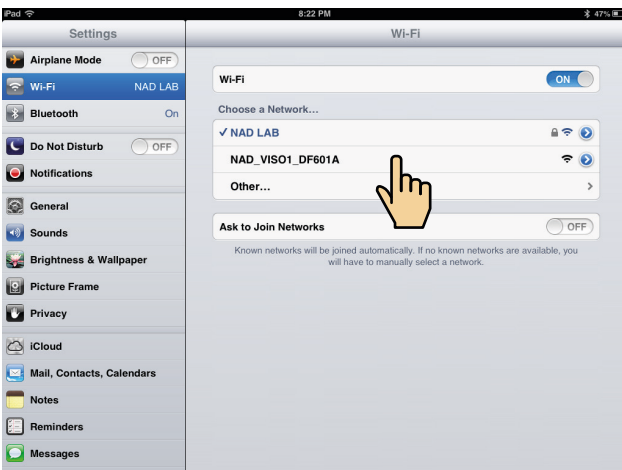 iPad 8:22 PM 47%
Settings
Wi-Fi
Airplane Mode OFF
Wi-Fi NAD LAB
Bluetooth On
Do Not Disturb OFF
Notifications
General
Sounds
Brightness & Wallpaper
Picture Frame
Privacy
iCloud
Mail, Contacts, Calendars
Notes
Reminders
Messages
Wi-Fi ON
Choose a Network...
✓ NAD LAB
NAD_VISO1_DF601A
Other...
Ask to Join Networks OFF
Known networks will be joined automatically. If no known networks are available, you
will have to manually select a network.